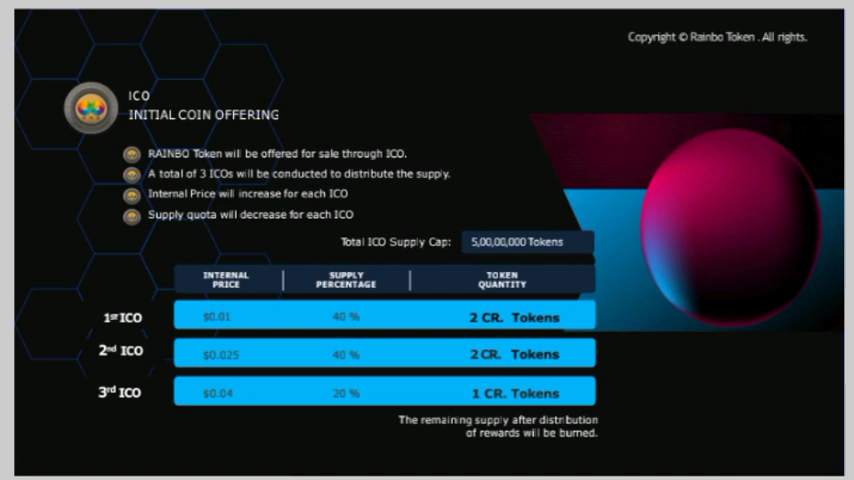 Copyright © Rainbo Token . All rights.
ICO
INITIAL COIN OFFERING
RAINBO Token will be offered for sale through ICO.
A total of 3 ICOs will be conducted to distribute the supply.
Internal Price will increase for each ICO
Supply quota will decrease for each ICO
Total ICO Supply Cap: 5,00,00,000 Tokens
INTERNAL PRICE | SUPPLY PERCENTAGE | TOKEN QUANTITY
1st ICO $0.01 40 % 2 CR. Tokens
2nd ICO $0.025 40 % 2 CR. Tokens
3rd ICO $0.04 20 % 1 CR. Tokens
The remaining supply after distribution
of rewards will be burned.